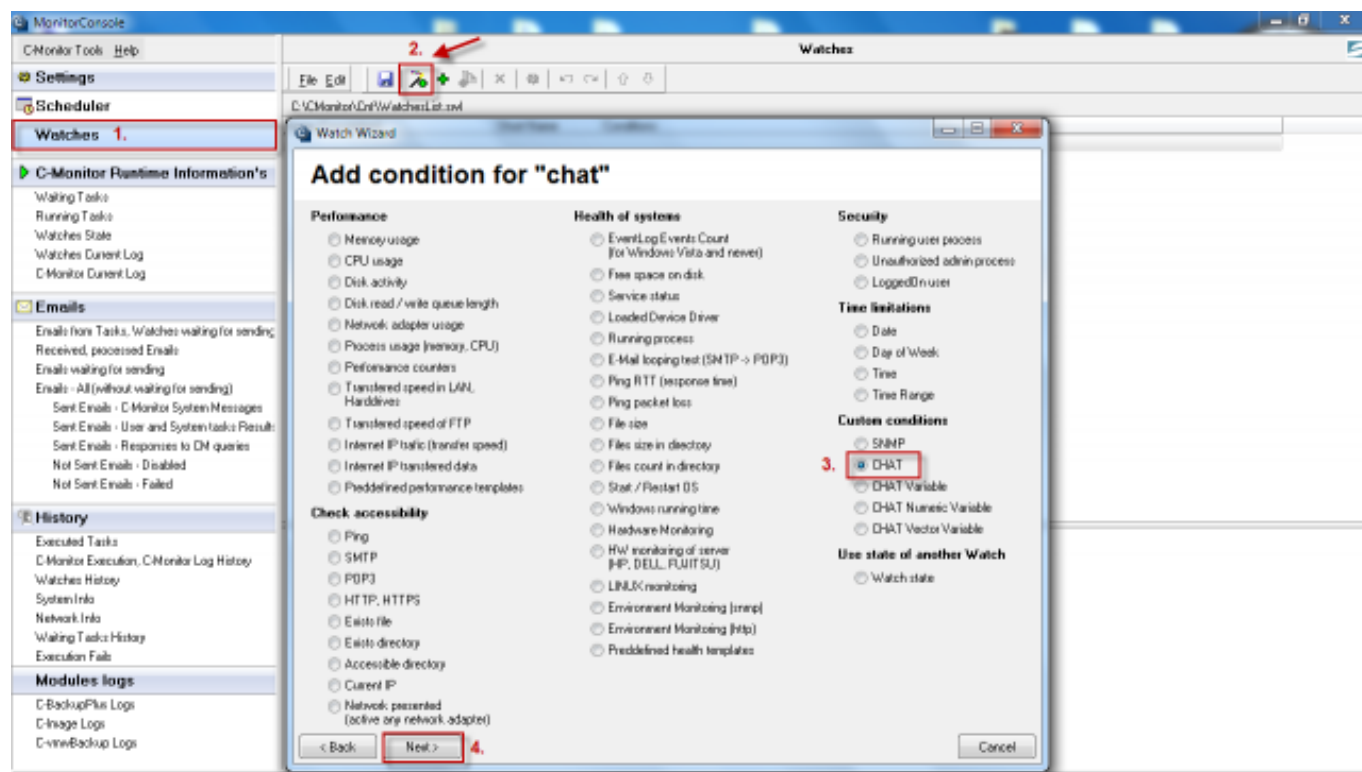 MonitorConsole
C-Monitor Tools Help
2.
Watches
Settings
File Edit
Scheduler
C:\CMonitor\Cnf\WatchesList.swl
Watches 1.
Watch Wizard
C-Monitor Runtime Information's
Waiting Tasks
Running Tasks
Watches State
Watches Current Log
C-Monitor Current Log
Emails
Emails from Tasks, Watches waiting for sending
Received, processed Emails
Emails waiting for sending
Emails - All (without waiting for sending)
Sent Emails - C-Monitor System Messages
Sent Emails - User and System tasks Result
Sent Emails - Responses to CM queries
Not Sent Emails - Disabled
Not Sent Emails - Failed
History
Executed Tasks
C-Monitor Execution, C-Monitor Log History
Watches History
System Info
Network Info
Waiting Tasks History
Execution Fails
Modules logs
C-BackupPlus Logs
C-Image Logs
C-vmwBackup Logs
Add condition for "chat"
Performance
Memory usage
CPU usage
Disk activity
Disk read / write queue length
Network adapter usage
Process usage (memory, CPU)
Performance counters
Transfered speed in LAN,
Harddrives
Transfered speed of FTP
Internet IP trafic (transfer speed)
Internet IP transfered data
Preddefined performance templates
Check accessibility
Ping
SMTP
POP3
HTTP, HTTPS
Exists file
Exists directory
Accessible directory
Current IP
Network presented
(active any network adapter)
Health of systems
EventLog Events Count
(for Windows Vista and newer)
Free space on disk
Service status
Loaded Device Driver
Running process
E-Mail looping test (SMTP -> POP3)
Ping RTT (response time)
Ping packet loss
File size
Files size in directory
Files count in directory
Start / Restart OS
Windows running time
Hardware Monitoring
HW monitoring of server
(HP, DELL, FUJITSU)
LINUX monitoring
Environment Monitoring (snmp)
Environment Monitoring (http)
Preddefined health templates
Security
Running user process
Unauthorized admin process
LoggedOn user
Time limitations
Date
Day of Week
Time
Time Range
Custom conditions
SNMP
3. CHAT
CHAT Variable
CHAT Numeric Variable
CHAT Vector Variable
Use state of another Watch
Watch state
< Back
Next >
4.
Cancel